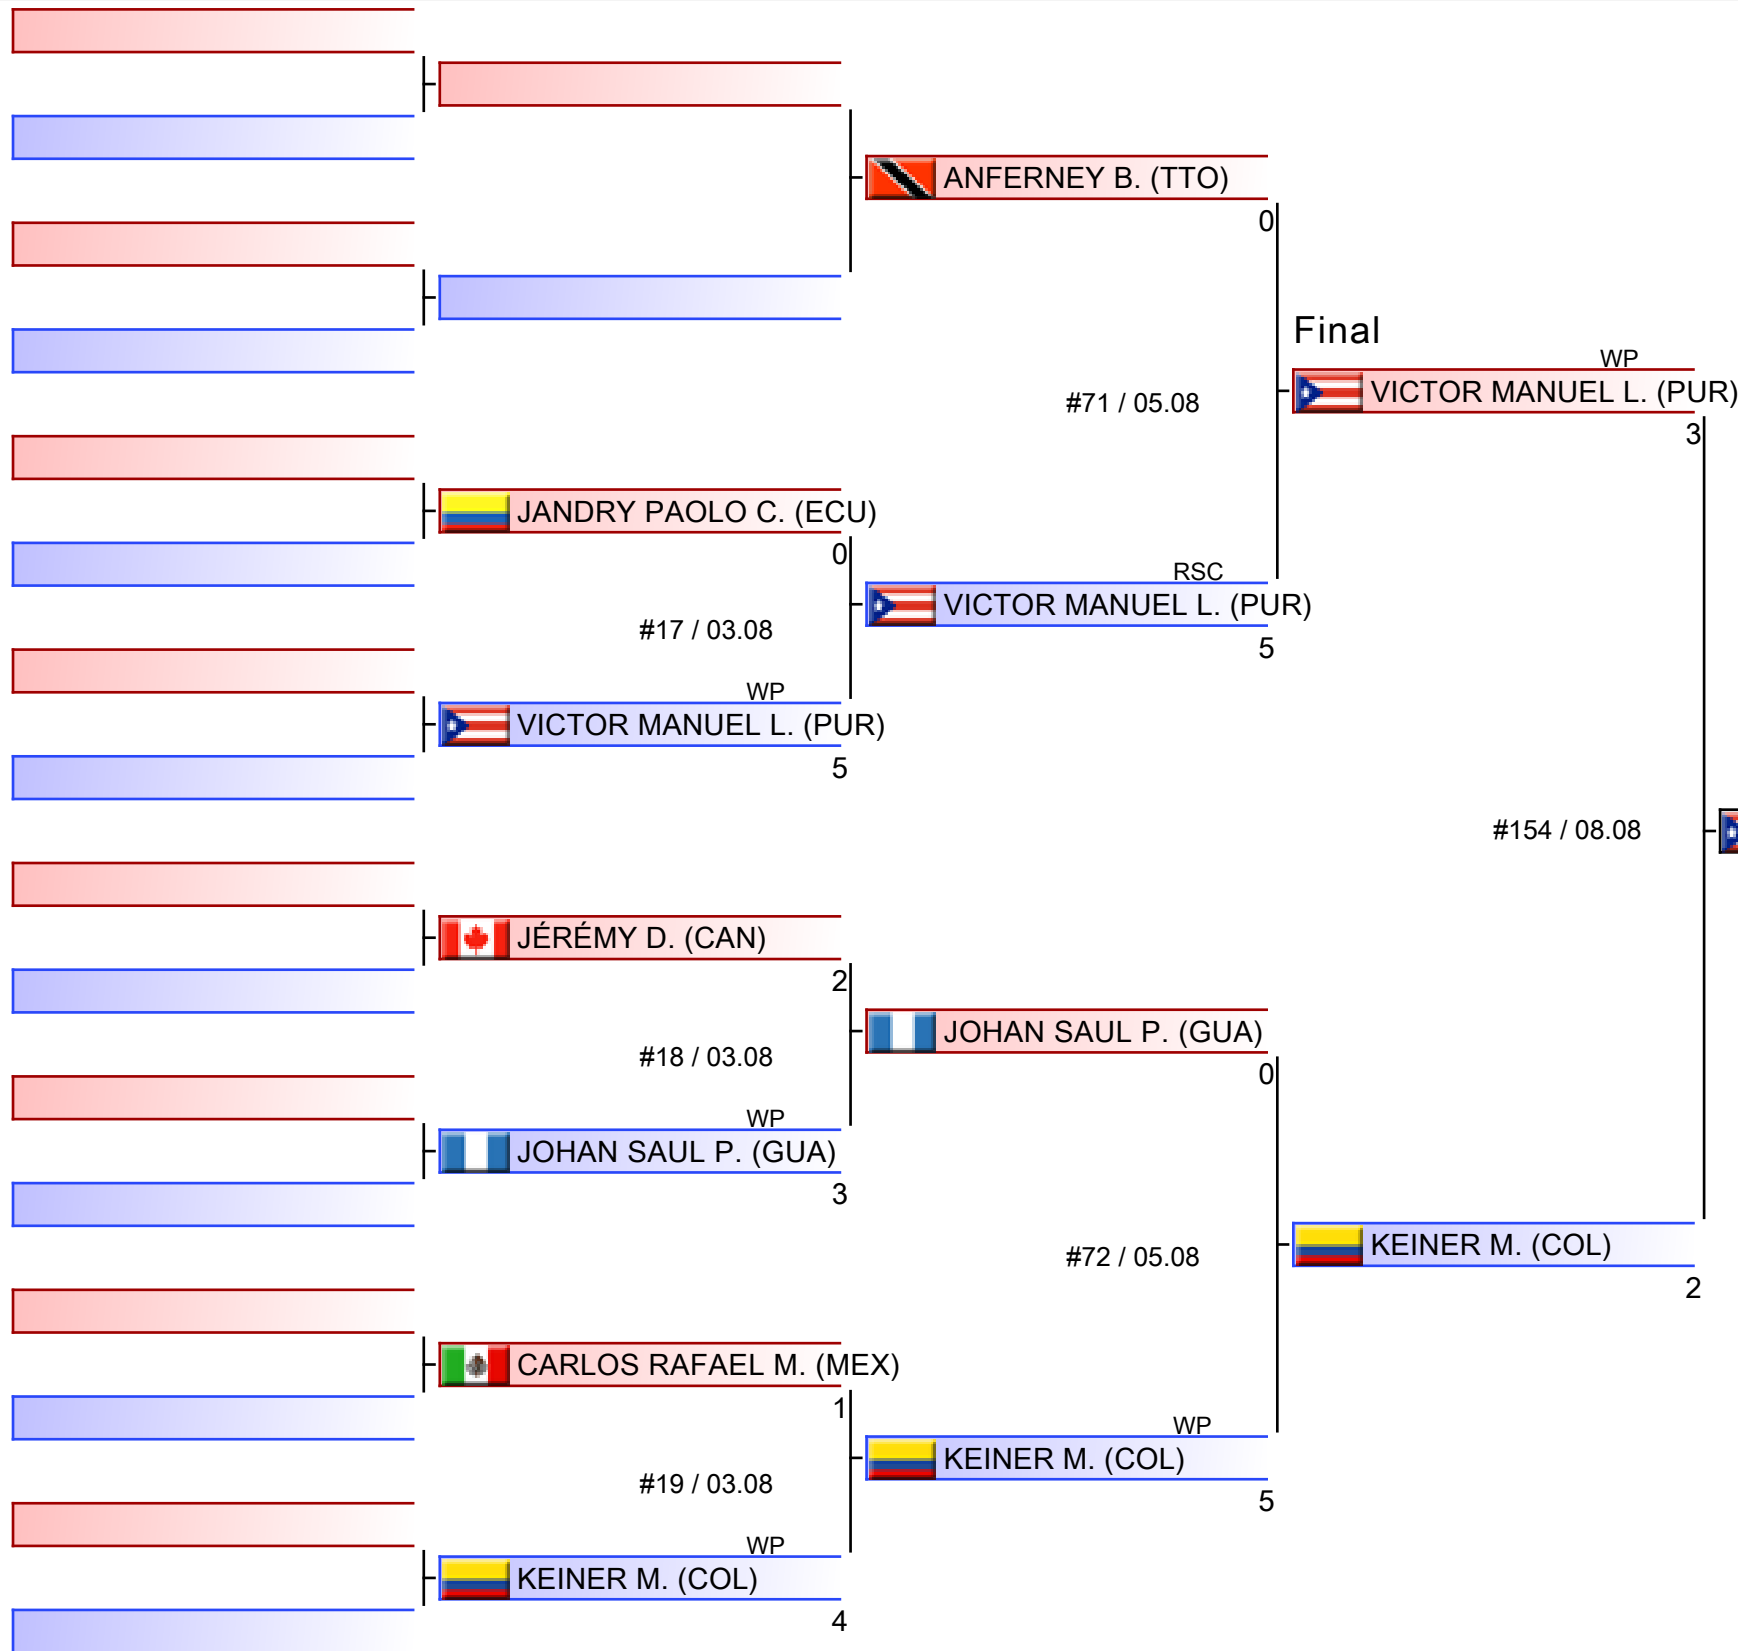 ANFERNEY B. (TTO)
0
Final
WP
VICTOR MANUEL L. (PUR)
3
#71 / 05.08
JANDRY PAOLO C. (ECU)
0
RSC
VICTOR MANUEL L. (PUR)
5
#17 / 03.08
WP
VICTOR MANUEL L. (PUR)
5
#154 / 08.08
JÉRÉMY D. (CAN)
2
JOHAN SAUL P. (GUA)
0
#18 / 03.08
WP
JOHAN SAUL P. (GUA)
3
#72 / 05.08
KEINER M. (COL)
2
CARLOS RAFAEL M. (MEX)
1
WP
KEINER M. (COL)
5
#19 / 03.08
WP
KEINER M. (COL)
4